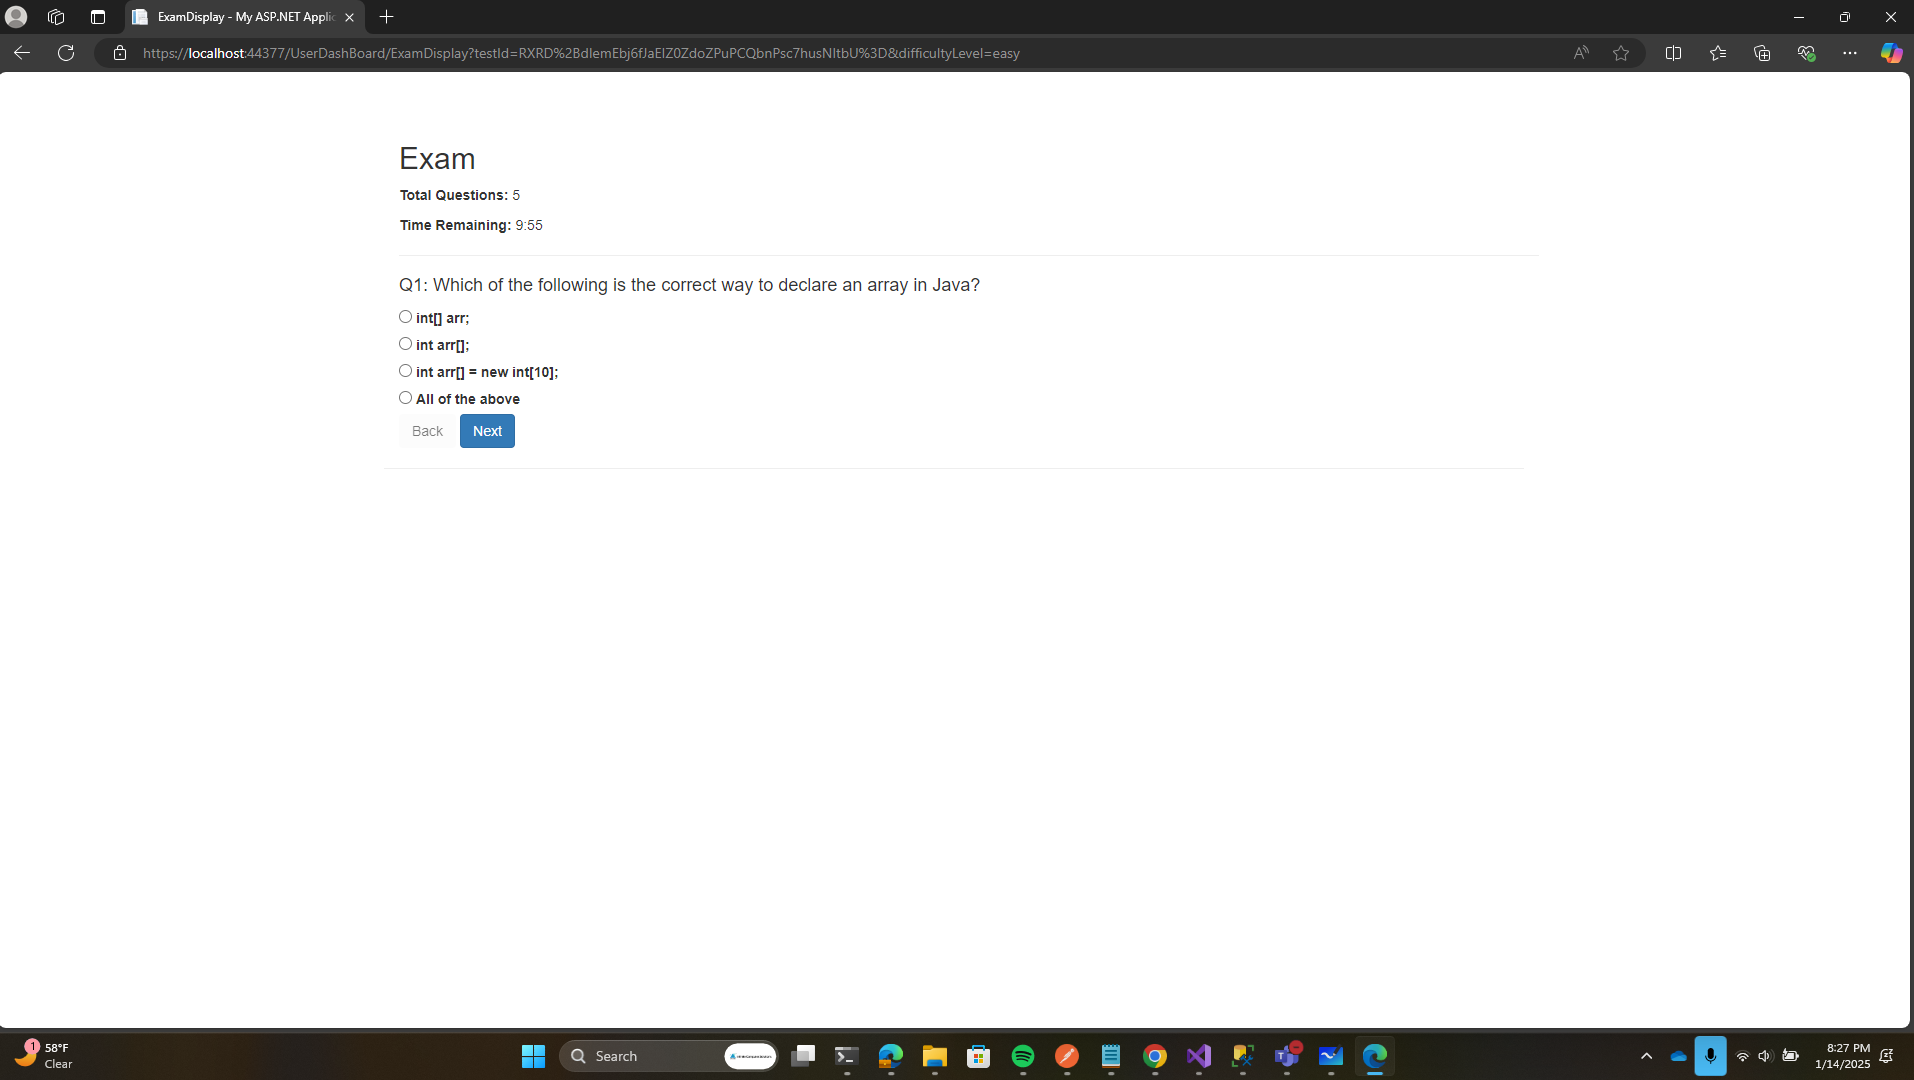 ExamDisplay - My ASP.NET Applic
https://localhost:44377/UserDashBoard/ExamDisplay?testId=RXRD%2BdIemEbj6fJaEIZ0ZdoZPuPCQbnPsc7husNItbU%3D&difficultyLevel=easy
Exam
Total Questions: 5
Time Remaining: 9:55
Q1: Which of the following is the correct way to declare an array in Java?
int[] arr;
int arr[];
int arr[] = new int[10];
All of the above
Back Next
1
58°F
Clear
Search
8:27 PM
1/14/2025